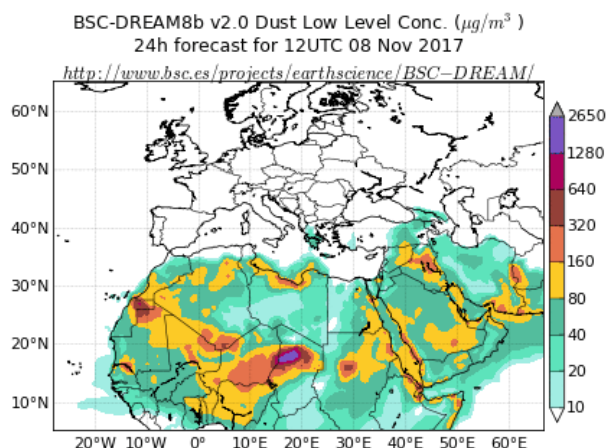 BSC-DREAM8b v2.0 Dust Low Level Conc. (μg/m³ )
24h forecast for 12UTC 08 Nov 2017
http://www.bsc.es/projects/earthscience/BSC−DREAM/
60°N
50°N
40°N
30°N
20°N
10°N
20°W 10°W 0° 10°E 20°E 30°E 40°E 50°E 60°E
2650
1280
640
320
160
80
40
20
10